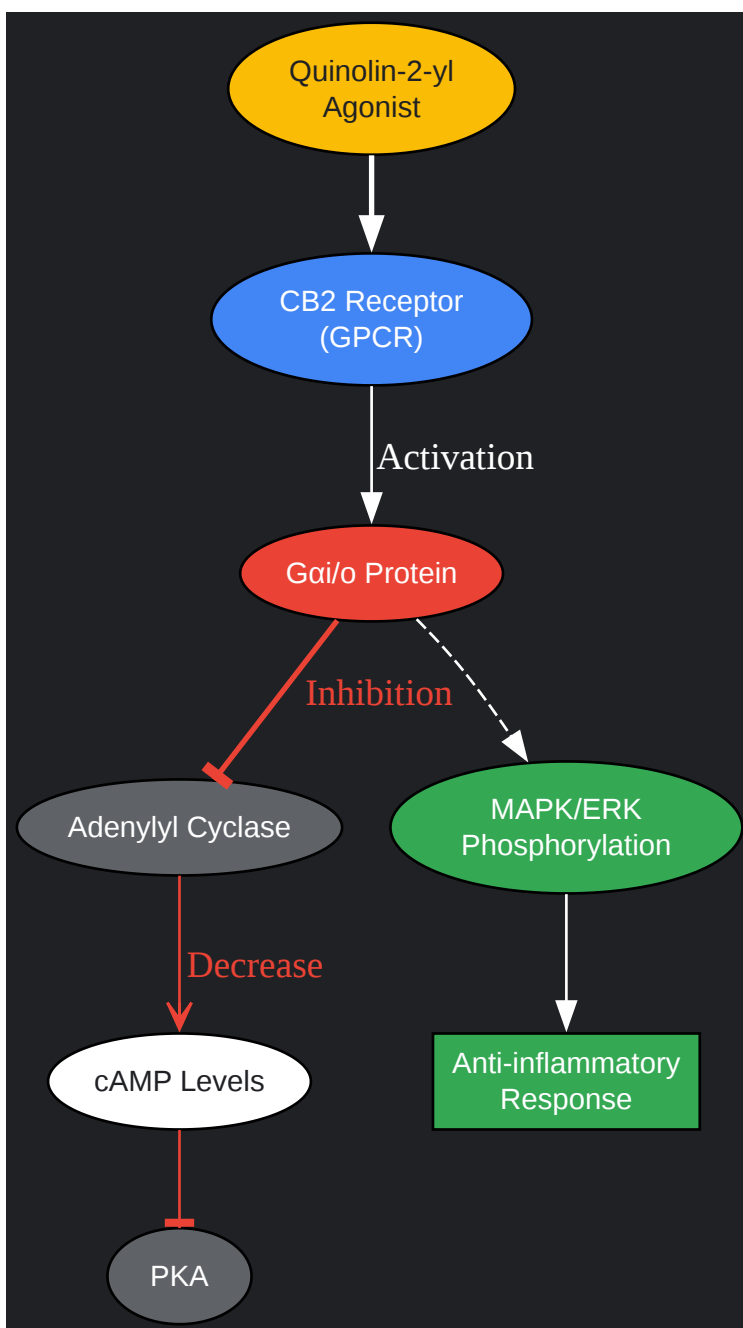 Quinolin-2-yl
Agonist
CB2 Receptor
(GPCR)
Activation
Gαi/o Protein
Inhibition
Adenylyl Cyclase
MAPK/ERK
Phosphorylation
Decrease
cAMP Levels
Anti-inflammatory
Response
PKA